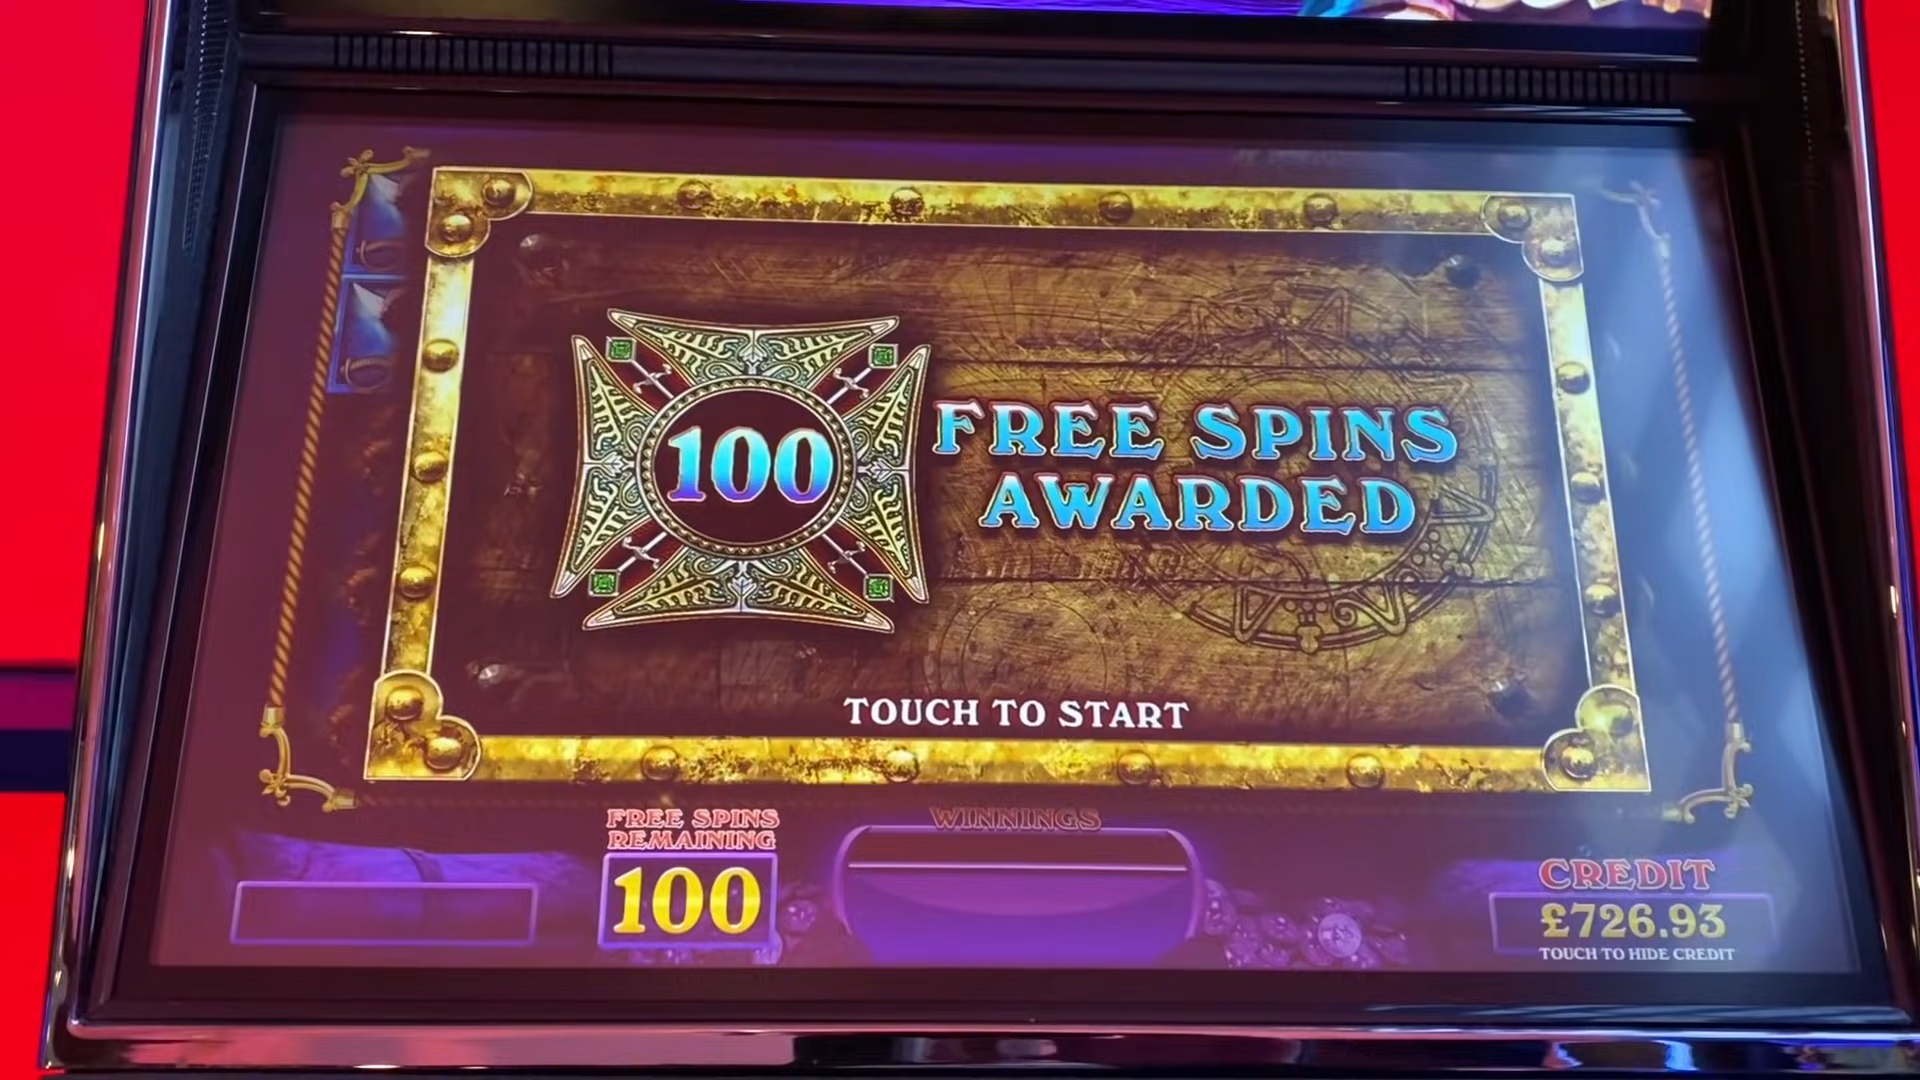 100
FREE SPINS
AWARDED
TOUCH TO START
FREE SPINS
REMAINING
100
WINNINGS
CREDIT
£726.93
TOUCH TO HIDE CREDIT